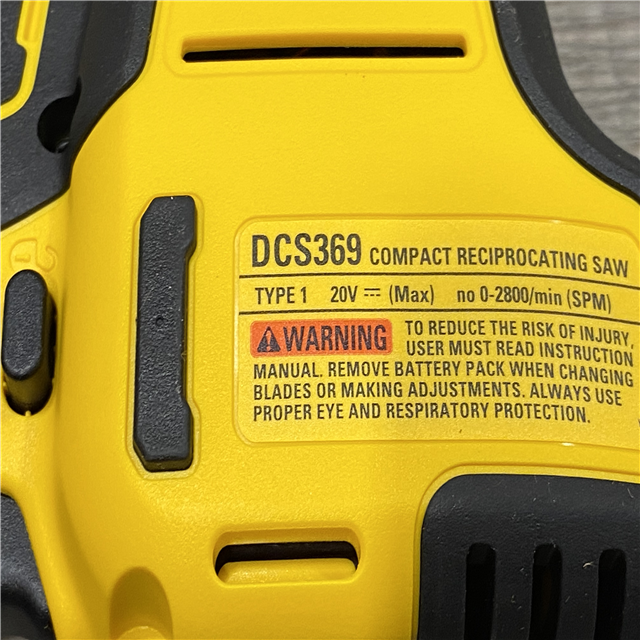 DCS369 COMPACT RECIPROCATING SAW
TYPE 1 20V ⎓ (Max) no 0-2800/min (SPM)
⚠WARNING TO REDUCE THE RISK OF INJURY,
USER MUST READ INSTRUCTION
MANUAL. REMOVE BATTERY PACK WHEN CHANGING
BLADES OR MAKING ADJUSTMENTS. ALWAYS USE
PROPER EYE AND RESPIRATORY PROTECTION.